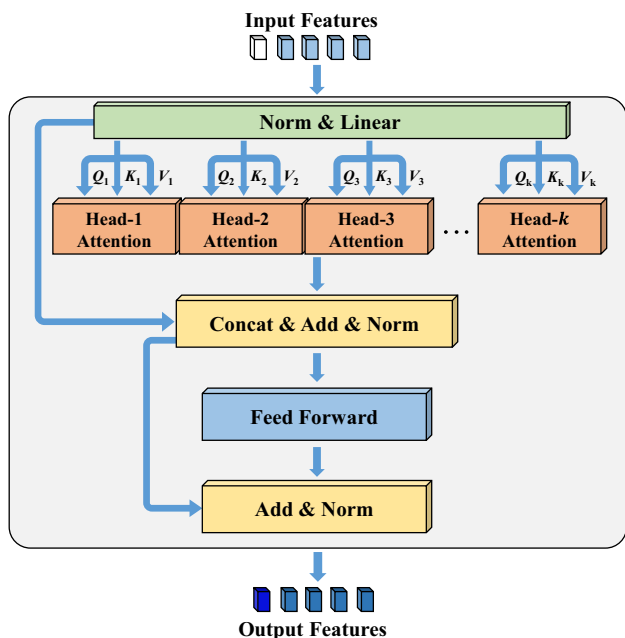 Input Features
Norm & Linear
Q1 K1 V1 Q2 K2 V2 Q3 K3 V3 Qk Kk Vk
Head-1 Attention
Head-2 Attention
Head-3 Attention
...
Head-k Attention
Concat & Add & Norm
Feed Forward
Add & Norm
Output Features